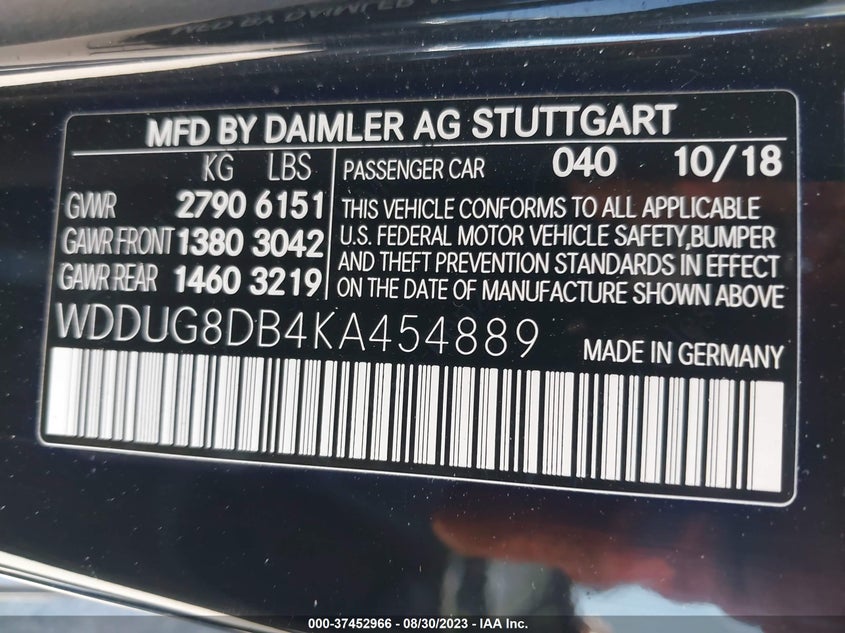 MFD BY DAIMLER AG STUTTGART
KG LBS
GVWR 2790 6151
GAWR FRONT 1380 3042
GAWR REAR 1460 3219
PASSENGER CAR 040 10/18
THIS VEHICLE CONFORMS TO ALL APPLICABLE
U.S. FEDERAL MOTOR VEHICLE SAFETY,BUMPER
AND THEFT PREVENTION STANDARDS IN EFFECT
ON THE DATE OF MANUFACTURE SHOWN ABOVE
WDDUG8DB4KA454889
MADE IN GERMANY
000-37452966 - 08/30/2023 - IAA Inc.